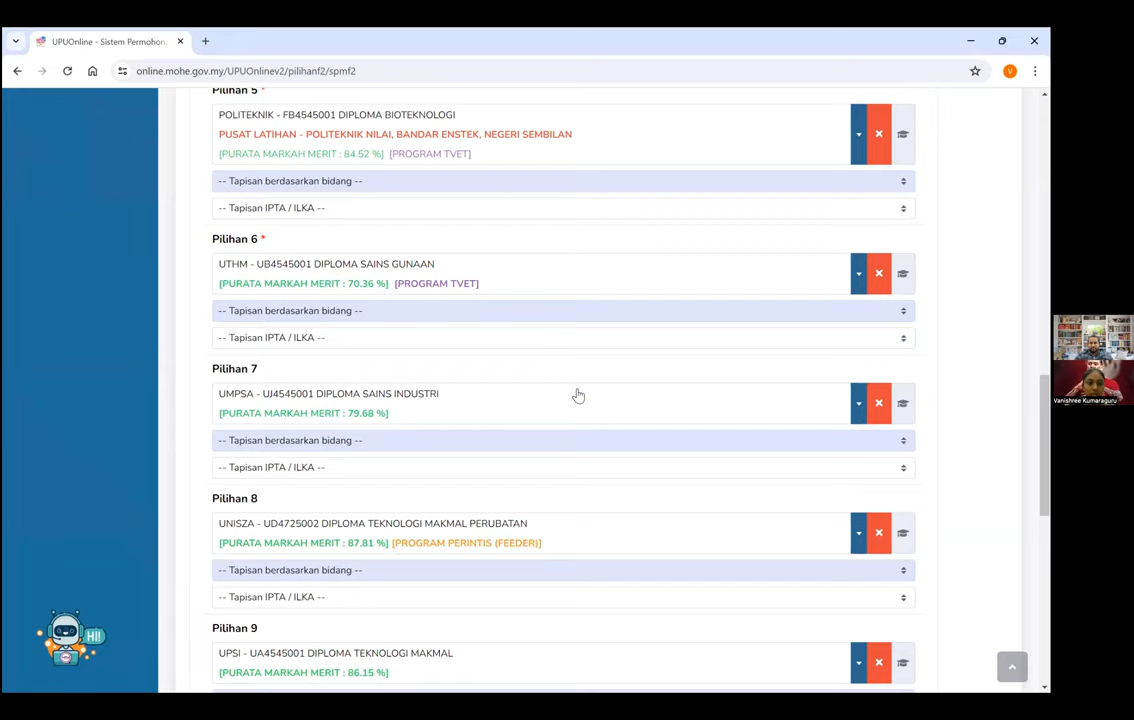 UPUOnline - Sistem Permohon
online.mohe.gov.my/UPUOnlinev2/pilihanf2/spmf2
V
Pilihan 5 *
POLITEKNIK - FB4545001 DIPLOMA BIOTEKNOLOGI
PUSAT LATIHAN - POLITEKNIK NILAI, BANDAR ENSTEK, NEGERI SEMBILAN
[PURATA MARKAH MERIT : 84.52 %] [PROGRAM TVET]
-- Tapisan berdasarkan bidang --
-- Tapisan IPTA / ILKA --
Pilihan 6 *
UTHM - UB4545001 DIPLOMA SAINS GUNAAN
[PURATA MARKAH MERIT : 70.36 %] [PROGRAM TVET]
-- Tapisan berdasarkan bidang --
-- Tapisan IPTA / ILKA --
Pilihan 7
UMPSA - UJ4545001 DIPLOMA SAINS INDUSTRI
[PURATA MARKAH MERIT : 79.68 %]
-- Tapisan berdasarkan bidang --
-- Tapisan IPTA / ILKA --
Pilihan 8
UNISZA - UD4725002 DIPLOMA TEKNOLOGI MAKMAL PERUBATAN
[PURATA MARKAH MERIT : 87.81 %] [PROGRAM PERINTIS (FEEDER)]
-- Tapisan berdasarkan bidang --
-- Tapisan IPTA / ILKA --
Pilihan 9
UPSI - UA4545001 DIPLOMA TEKNOLOGI MAKMAL
[PURATA MARKAH MERIT : 86.15 %]
HI!
Vanishree Kumaraguru